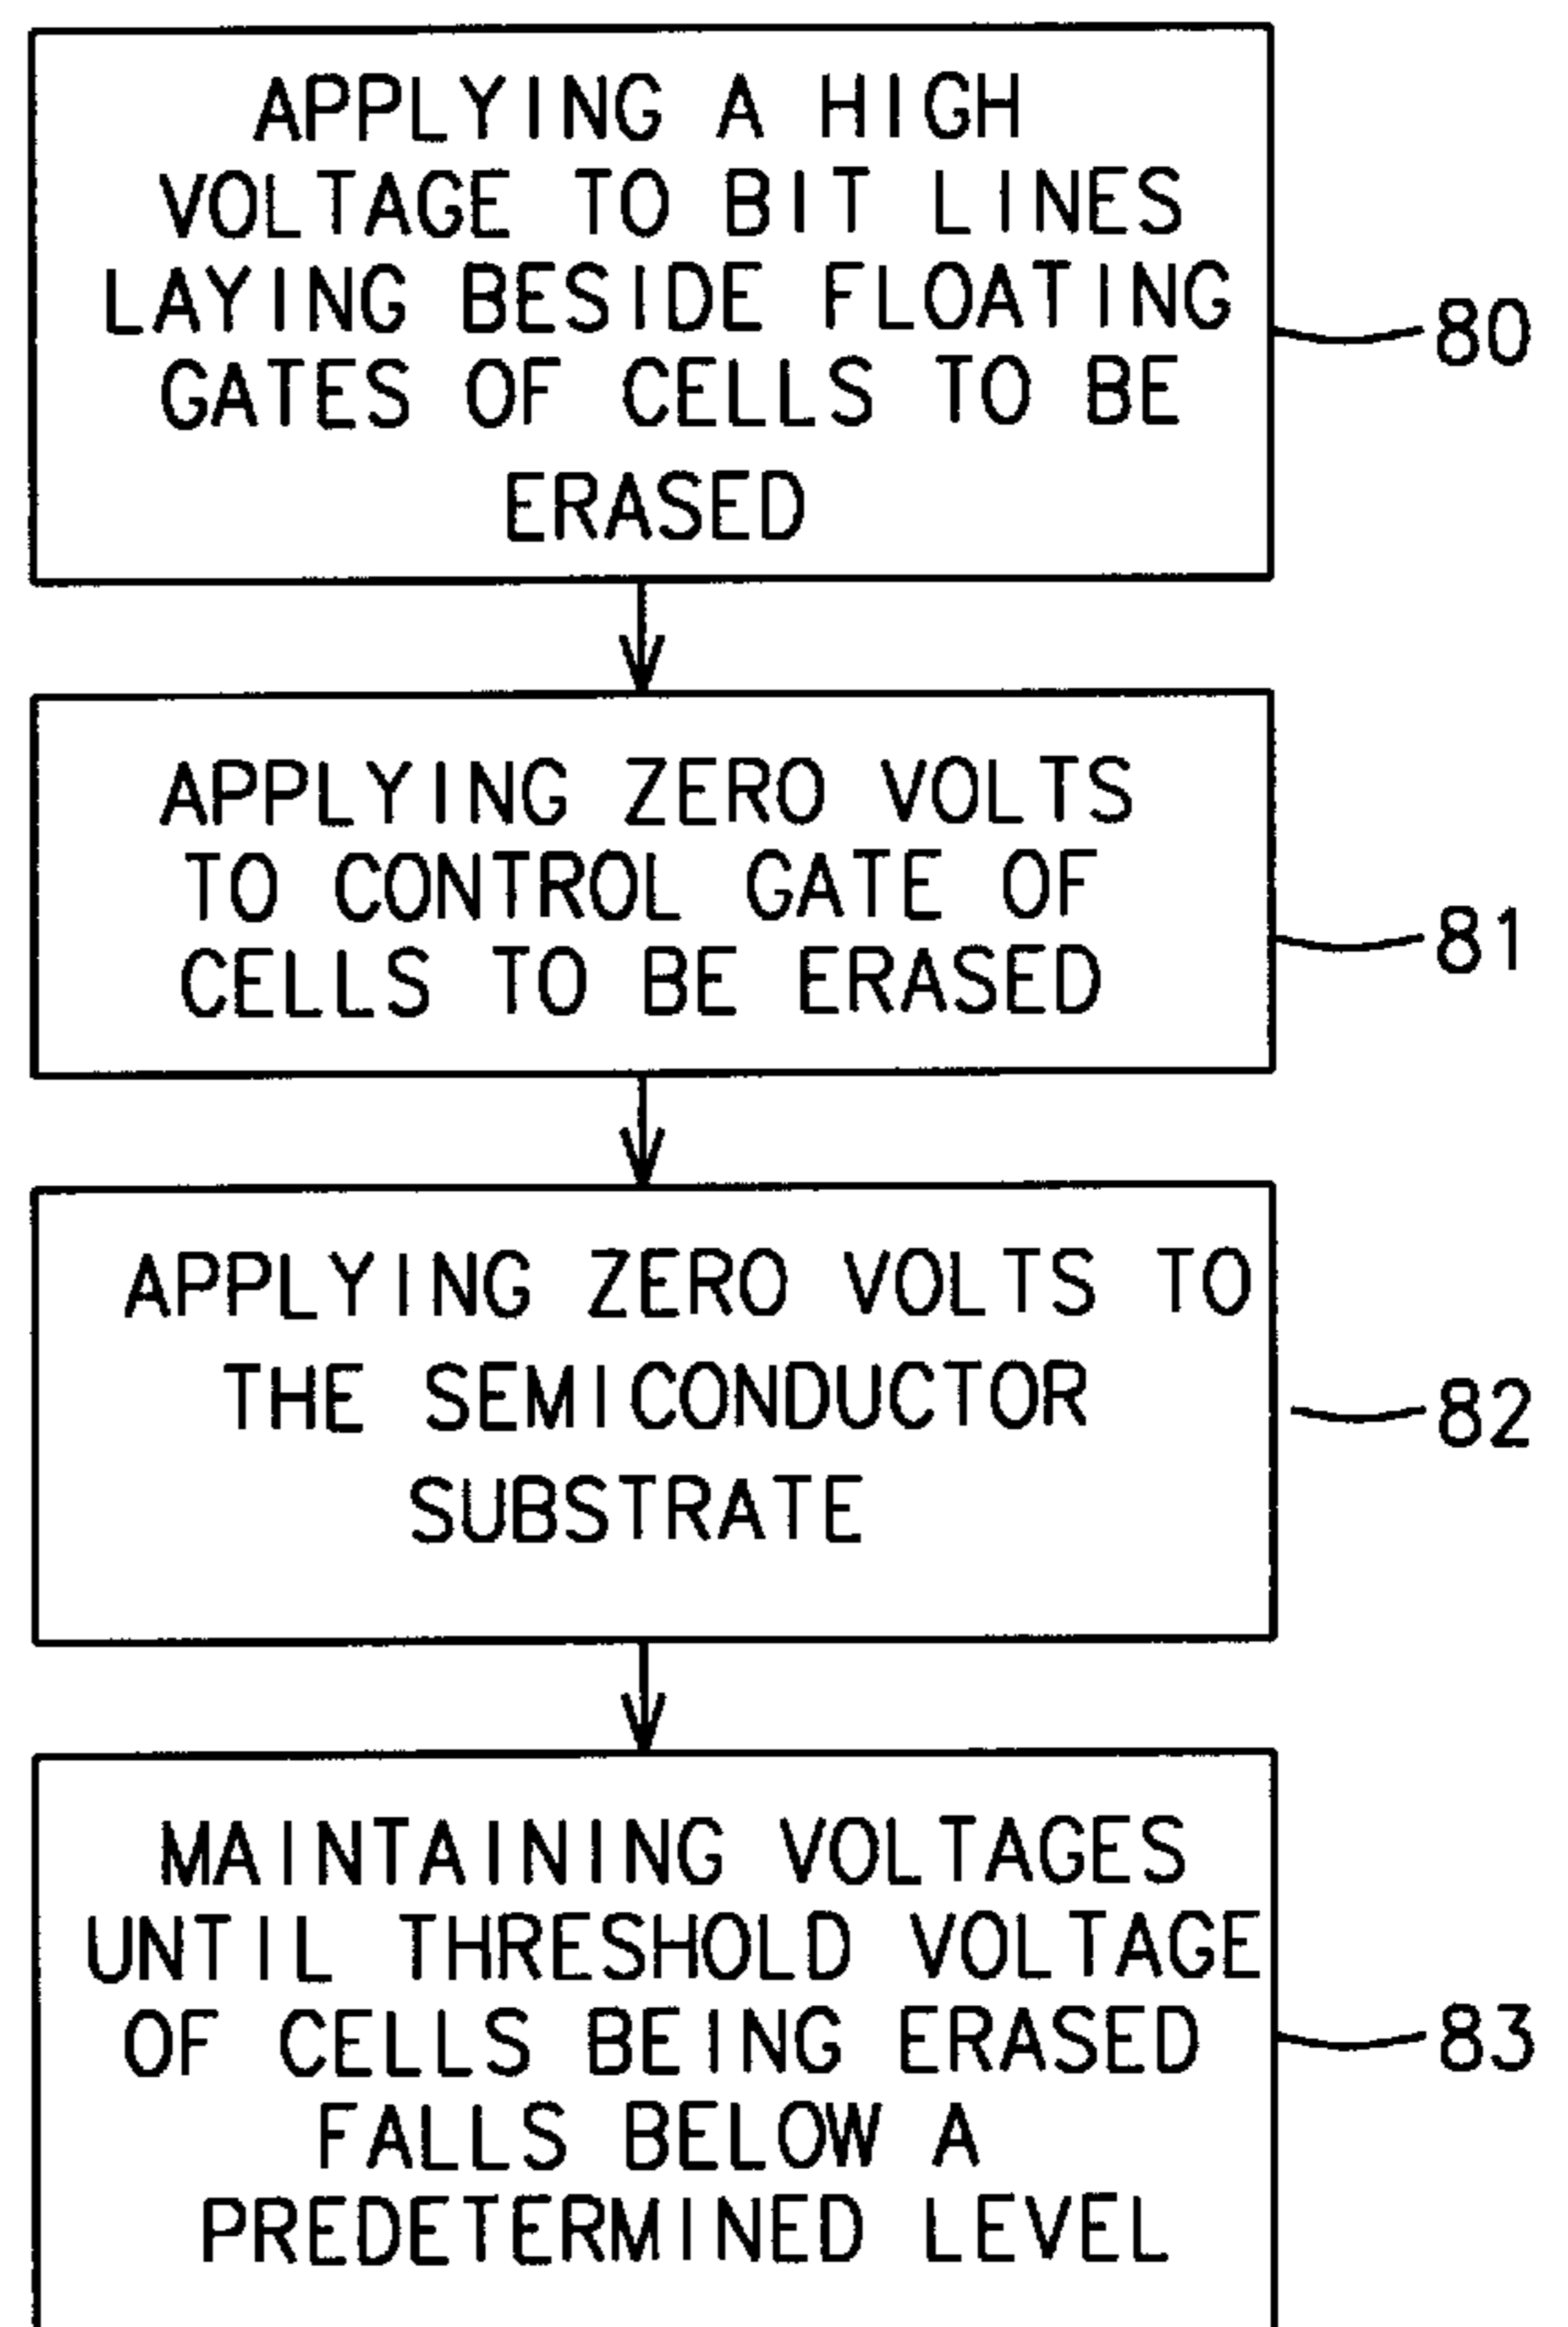 APPLYING A HIGH
VOLTAGE TO BIT LINES
LAYING BESIDE FLOATING
GATES OF CELLS TO BE
ERASED
80
APPLYING ZERO VOLTS
TO CONTROL GATE OF
CELLS TO BE ERASED
81
APPLYING ZERO VOLTS TO
THE SEMICONDUCTOR
SUBSTRATE
82
MAINTAINING VOLTAGES
UNTIL THRESHOLD VOLTAGE
OF CELLS BEING ERASED
FALLS BELOW A
PREDETERMINED LEVEL
83